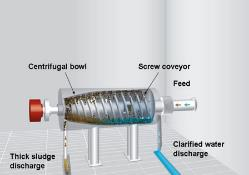 Centrifugal bowl
Screw coveyor
Feed
Thick sludge
discharge
Clarified water
discharge